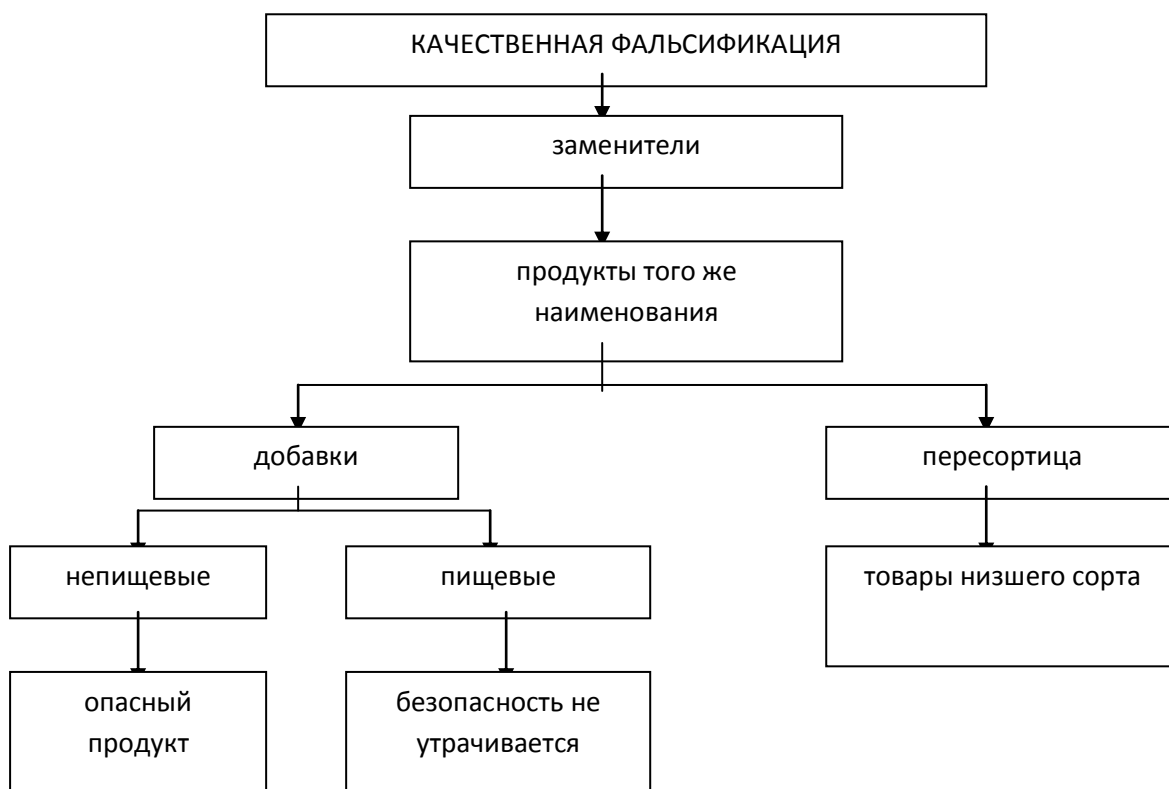 КАЧЕСТВЕННАЯ ФАЛЬСИФИКАЦИЯ
заменители
продукты того же
наименования
добавки
пересортица
непищевые
пищевые
товары низшего сорта
опасный
продукт
безопасность не
утрачивается